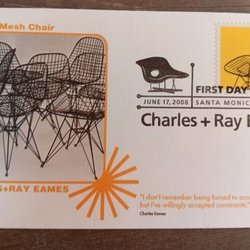 Mesh Chair
FIRST DAY
JUNE 17, 2008
SANTA MONIC
Charles + Ray E
S+RAY EAMES
"I don't remember being forced to acc
but I've willingly accepted constraints."
Charles Eames